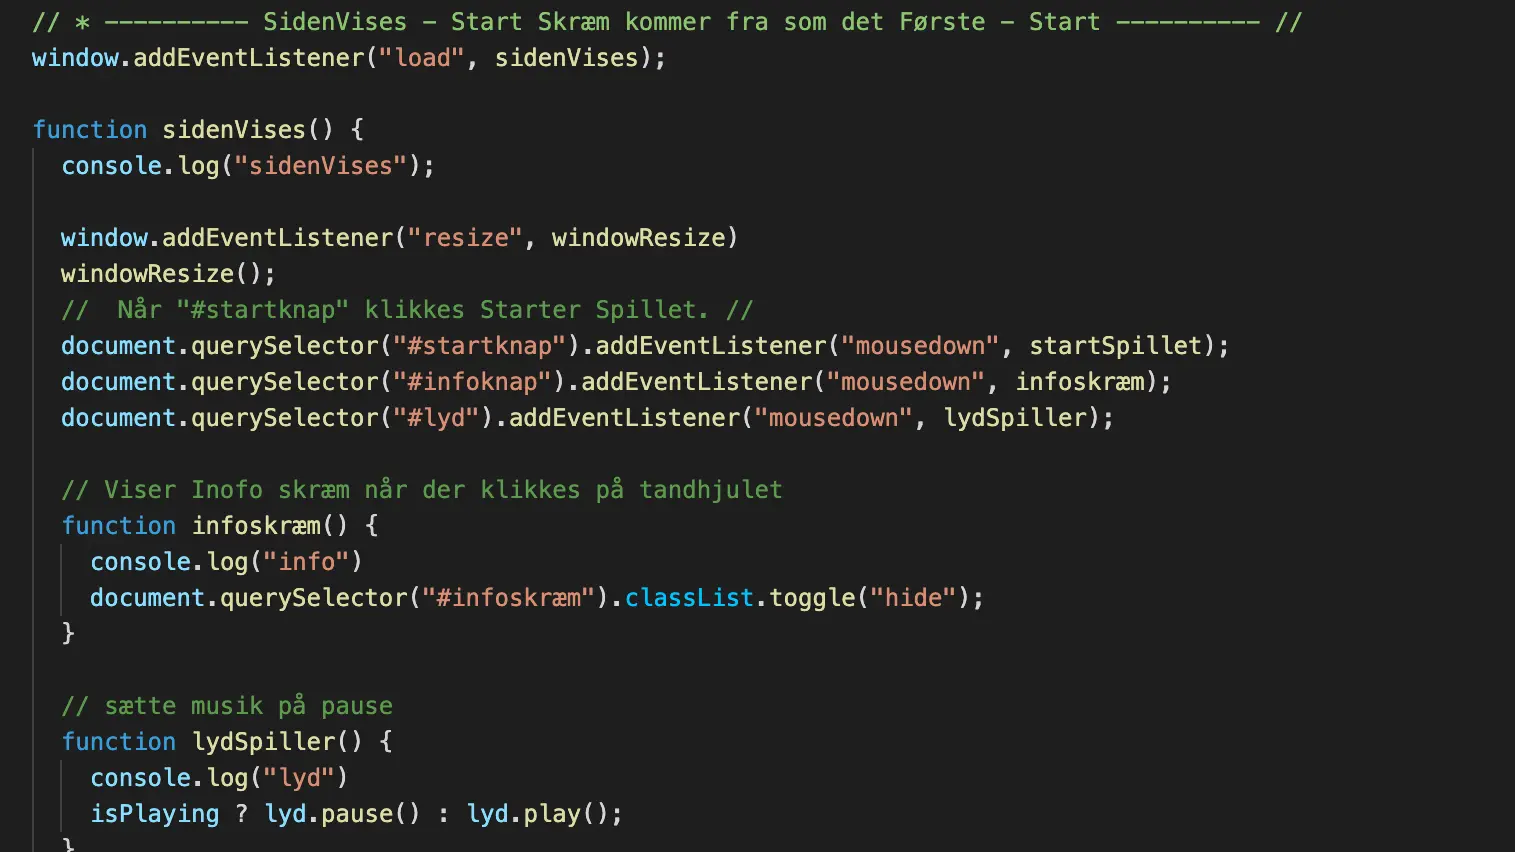 // * ---------- SidenVises - Start Skræm kommer fra som det Første - Start ---------- //
window.addEventListener("load", sidenVises);
function sidenVises() {
console.log("sidenVises");
window.addEventListener("resize", windowResize)
windowResize();
//  Når "#startknap" klikkes Starter Spillet. //
document.querySelector("#startknap").addEventListener("mousedown", startSpillet);
document.querySelector("#infoknap").addEventListener("mousedown", infoskræm);
document.querySelector("#lyd").addEventListener("mousedown", lydSpiller);
// Viser Inofo skræm når der klikkes på tandhjulet
function infoskræm() {
console.log("info")
document.querySelector("#infoskræm").classList.toggle("hide");
}
// sætte musik på pause
function lydSpiller() {
console.log("lyd")
isPlaying ? lyd.pause() : lyd.play();
}